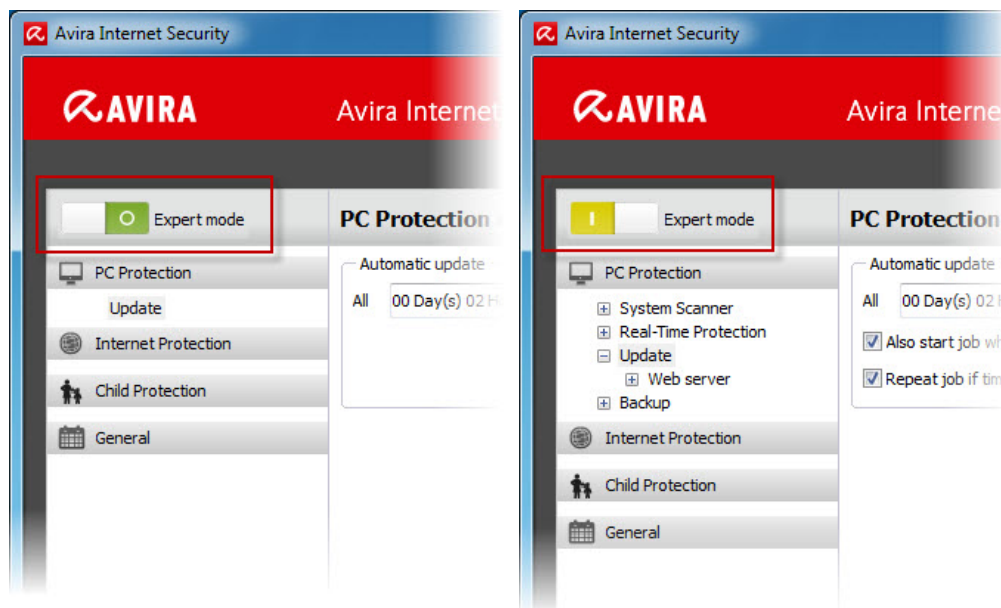 Avira Internet Security
AVIRA
Avira Internet
Expert mode
PC Protection
PC Protection
Update
Internet Protection
Child Protection
General
Automatic update
All 00 Day(s) 02 H
Avira Internet Security
AVIRA
Avira Interne
Expert mode
PC Protection
PC Protection
System Scanner
Real-Time Protection
Update
Web server
Backup
Internet Protection
Child Protection
General
Automatic update
All 00 Day(s) 02
Also start job wh
Repeat job if tim